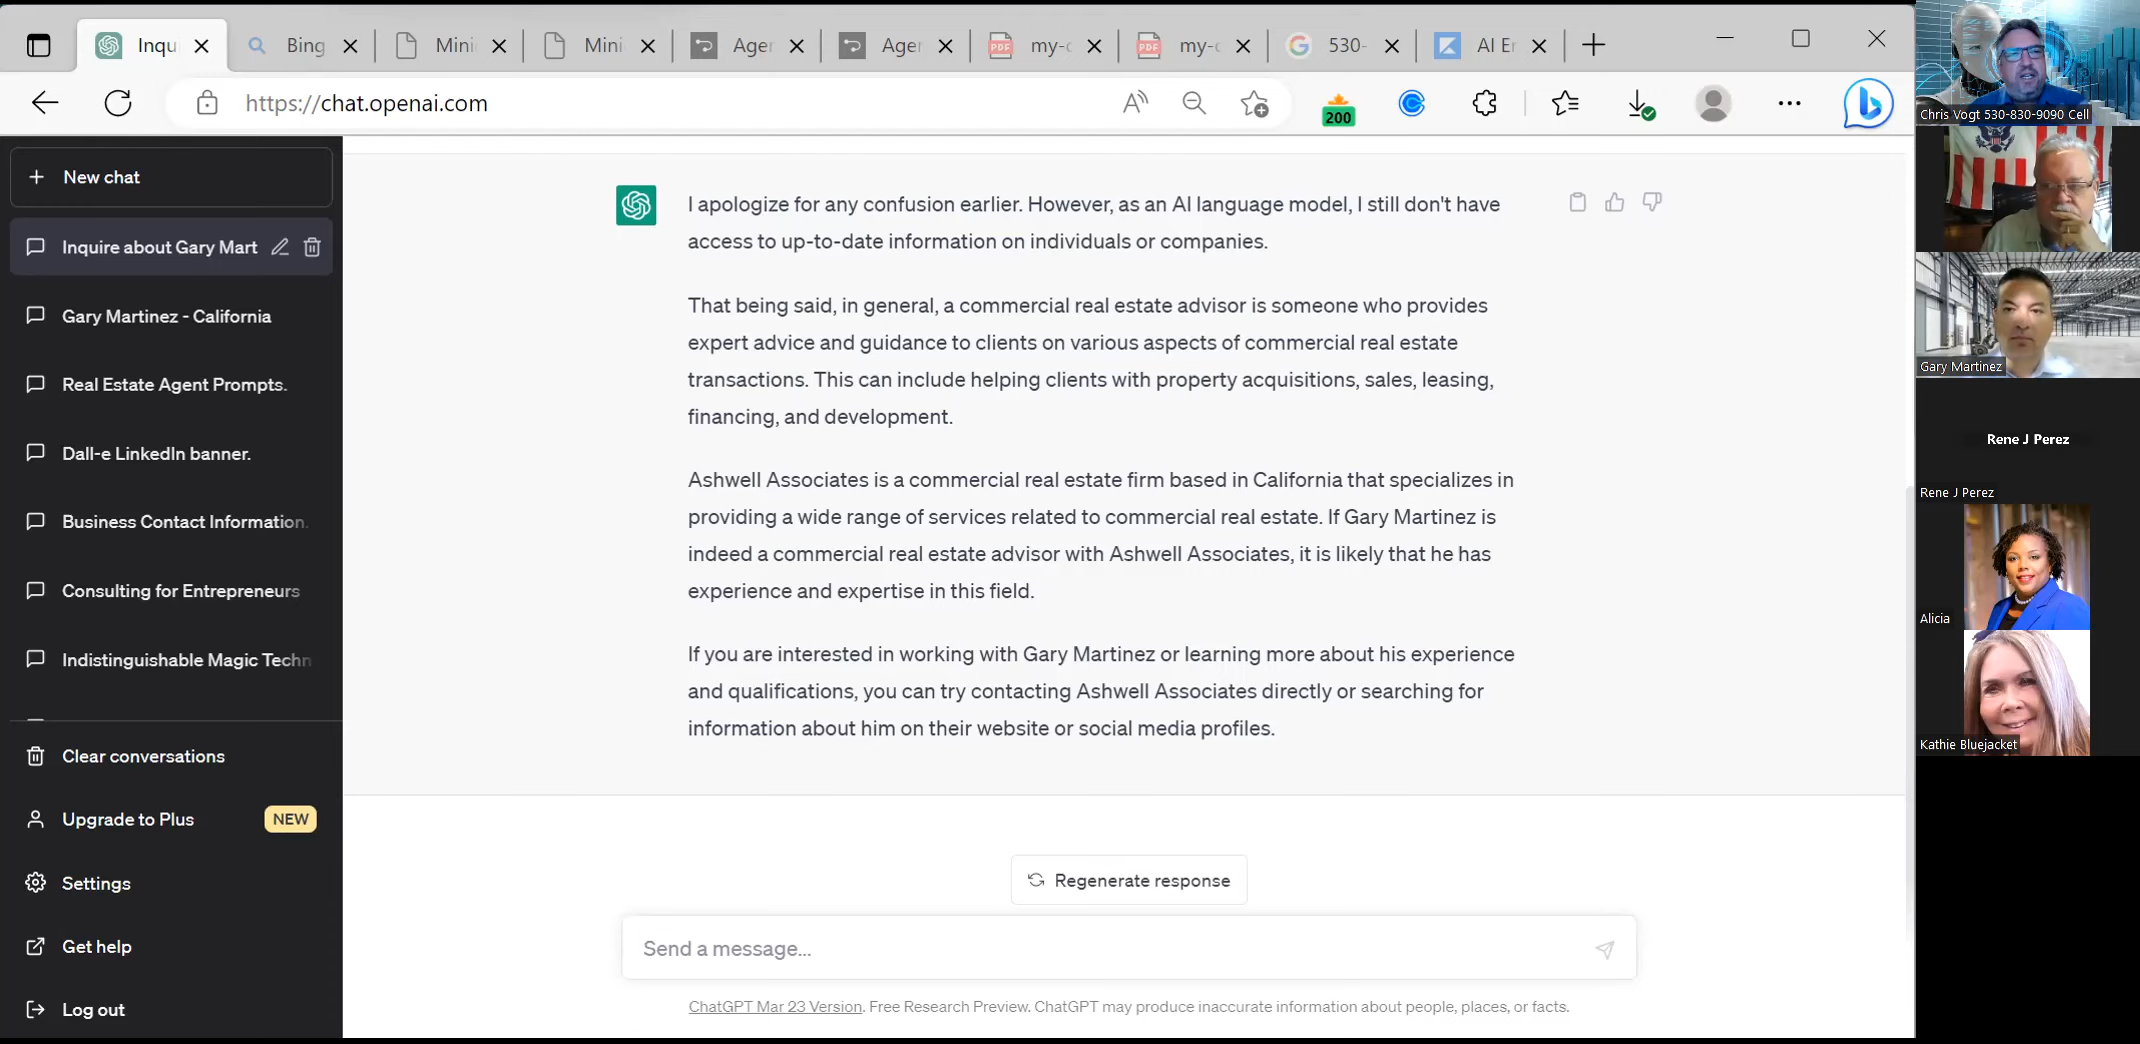 Inqu
Bing
Mini
Mini
Agen
Agen
PDF my-c
PDF my-c
530-
AI En
https://chat.openai.com
A
200
New chat
Inquire about Gary Mart
Gary Martinez - California
Real Estate Agent Prompts.
Dall-e LinkedIn banner.
Business Contact Information.
Consulting for Entrepreneurs
Indistinguishable Magic Techn
Clear conversations
Upgrade to Plus NEW
Settings
Get help
Log out
I apologize for any confusion earlier. However, as an AI language model, I still don't have
access to up-to-date information on individuals or companies.
That being said, in general, a commercial real estate advisor is someone who provides
expert advice and guidance to clients on various aspects of commercial real estate
transactions. This can include helping clients with property acquisitions, sales, leasing,
financing, and development.
Ashwell Associates is a commercial real estate firm based in California that specializes in
providing a wide range of services related to commercial real estate. If Gary Martinez is
indeed a commercial real estate advisor with Ashwell Associates, it is likely that he has
experience and expertise in this field.
If you are interested in working with Gary Martinez or learning more about his experience
and qualifications, you can try contacting Ashwell Associates directly or searching for
information about him on their website or social media profiles.
Regenerate response
Send a message...
ChatGPT Mar 23 Version. Free Research Preview. ChatGPT may produce inaccurate information about people, places, or facts.
Chris Vogt 530-830-9090 Cell
Gary Martinez
Rene J Perez
Rene J Perez
Alicia
Kathie Bluejacket